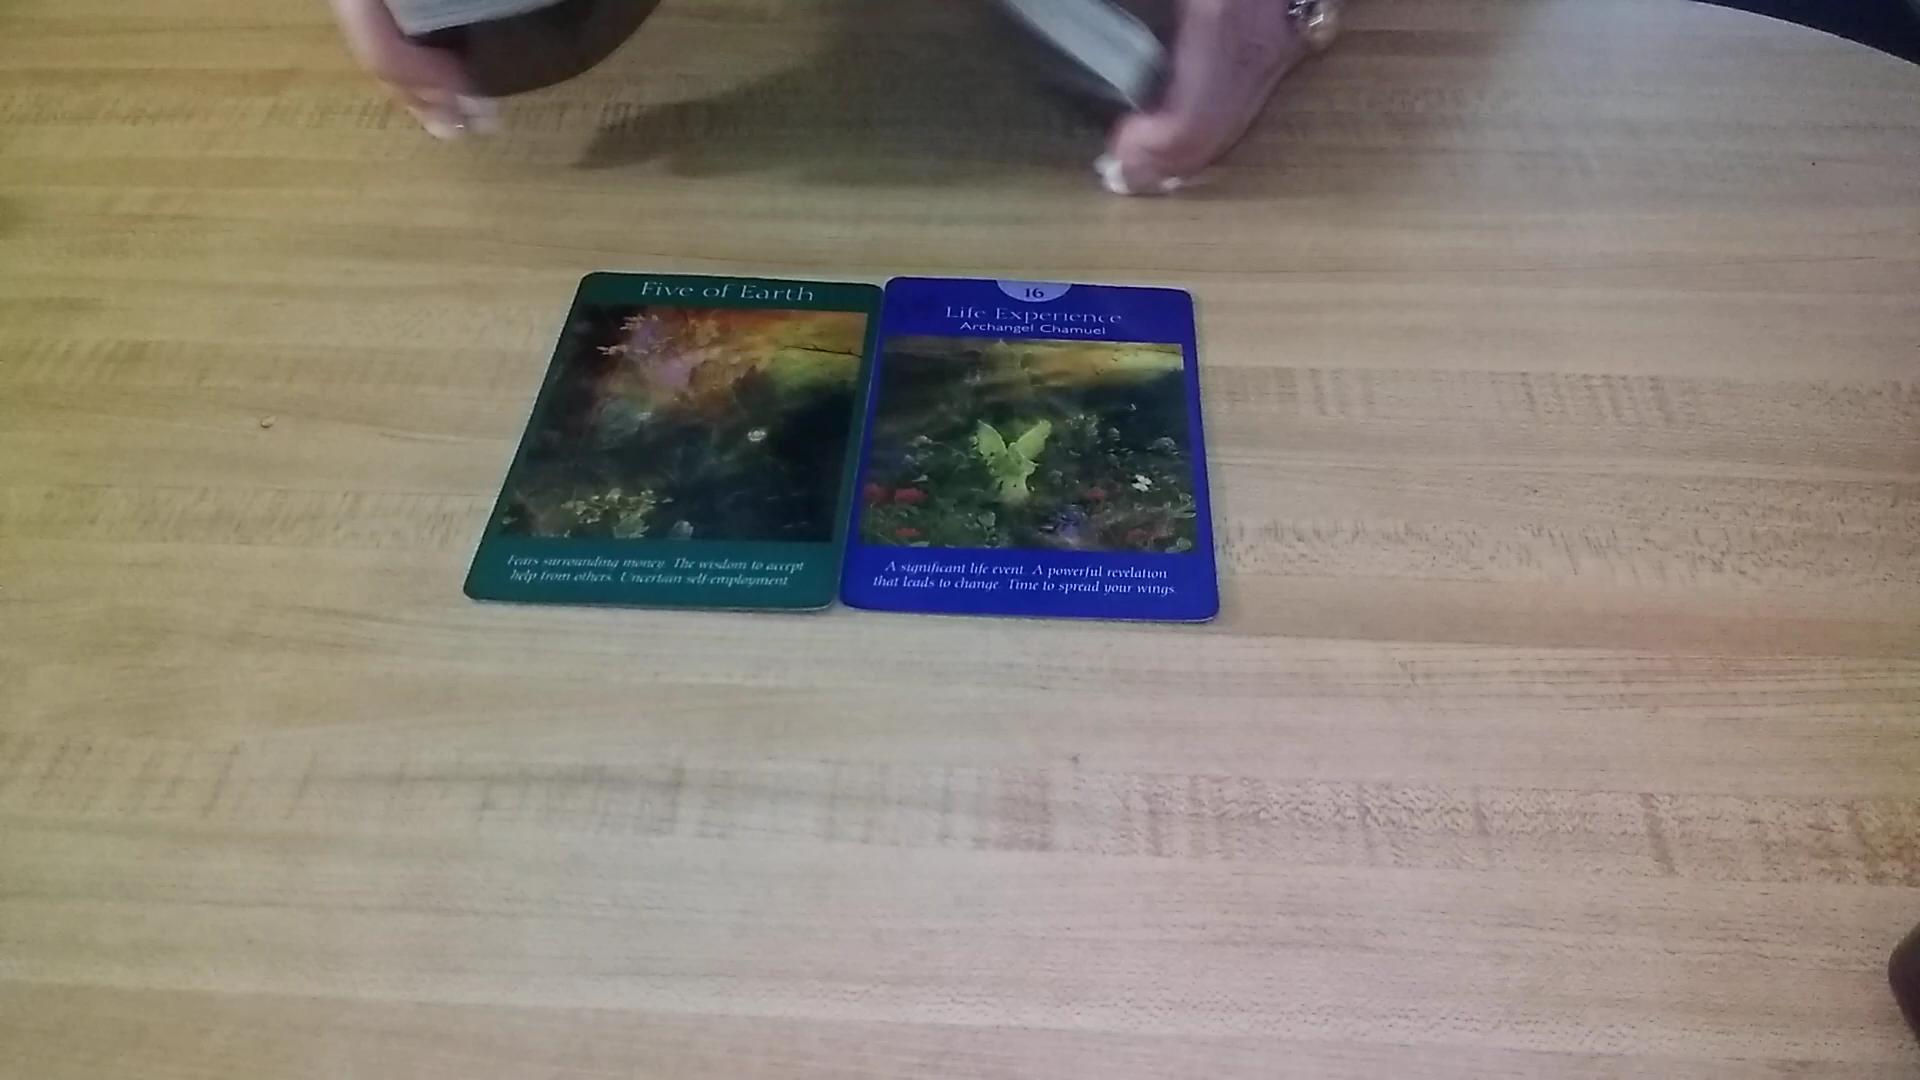 Five of Earth
Fears surrounding money. The wisdom to accept
help from others. Uncertain self-employment.
16
Life Experience
Archangel Chamuel
A significant life event. A powerful revelation
that leads to change. Time to spread your wings.